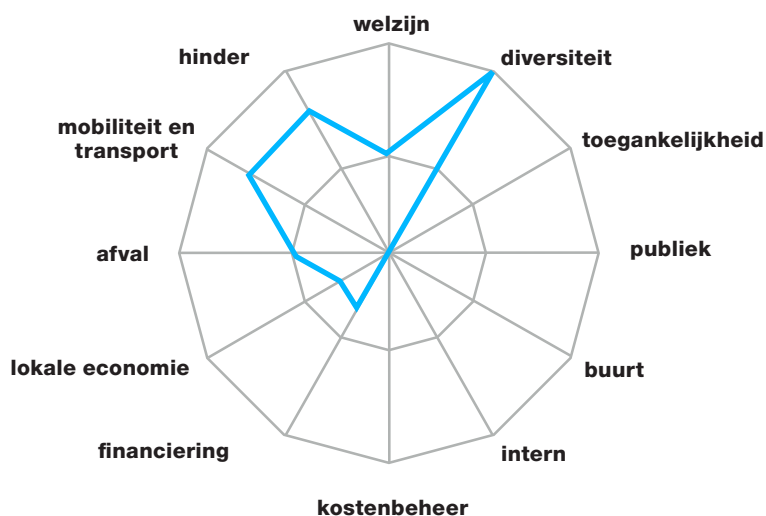 welzijn
diversiteit
hinder
mobiliteit en
transport
toegankelijkheid
afval
publiek
lokale economie
buurt
financiering
intern
kostenbeheer